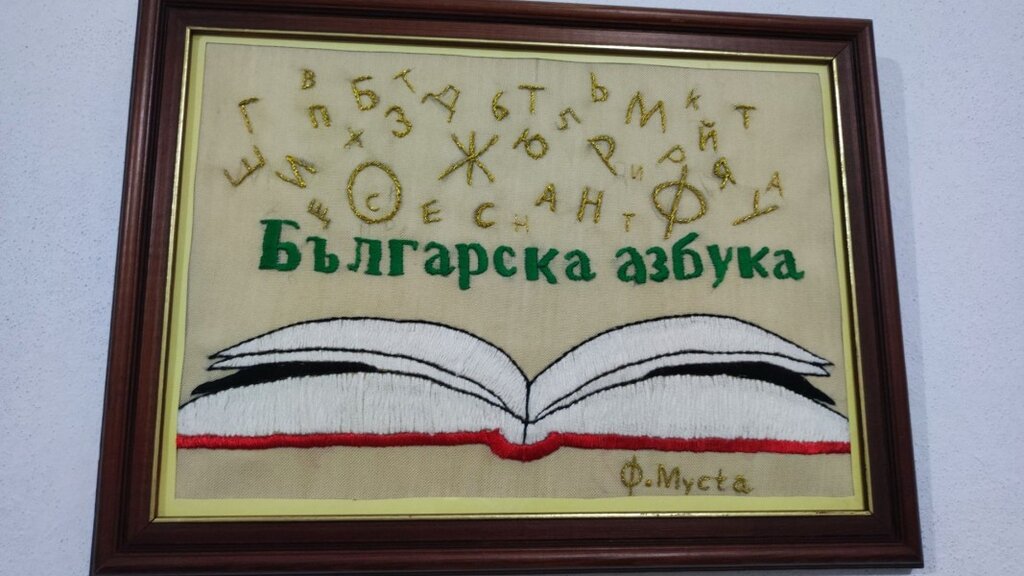 В Б Т Д Б Т Ь М К Т
Г П Х З Ж Ю Л Р И Р Й Я
Ш И О С Е С Н А Н Т Ф У А
Щ
Българска азбука
Ф.Муста